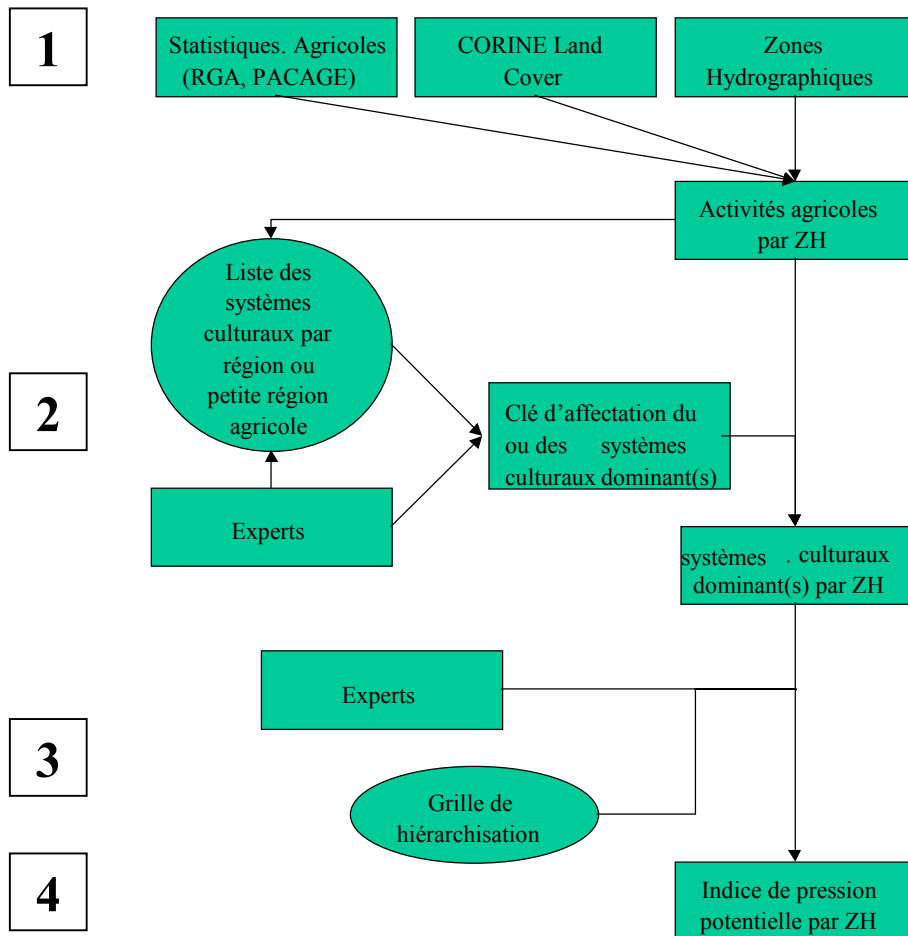 1
Statistiques. Agricoles
(RGA, PACAGE)
CORINE Land
Cover
Zones
Hydrographiques
Activités agricoles
par ZH
Liste des
systèmes
culturaux par
région ou
petite région
agricole
2
Clé d'affectation du
ou des systèmes
culturaux dominant(s)
Experts
systèmes . culturaux
dominant(s) par ZH
Experts
3
Grille de
hiérarchisation
4
Indice de pression
potentielle par ZH